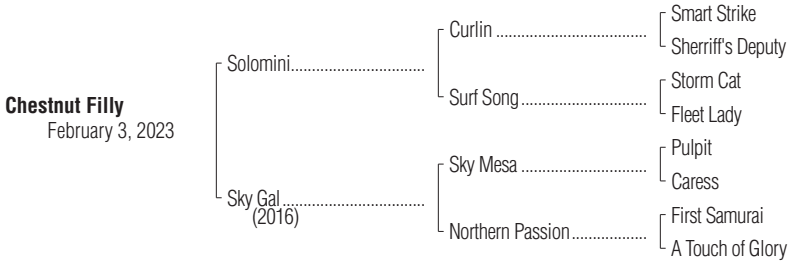 Smart Strike
Curlin
Sherriff's Deputy
Solomini
Storm Cat
Surf Song
Fleet Lady
Chestnut Filly
February 3, 2023
Pulpit
Sky Mesa
Caress
Sky Gal
(2016)
First Samurai
Northern Passion
A Touch of Glory